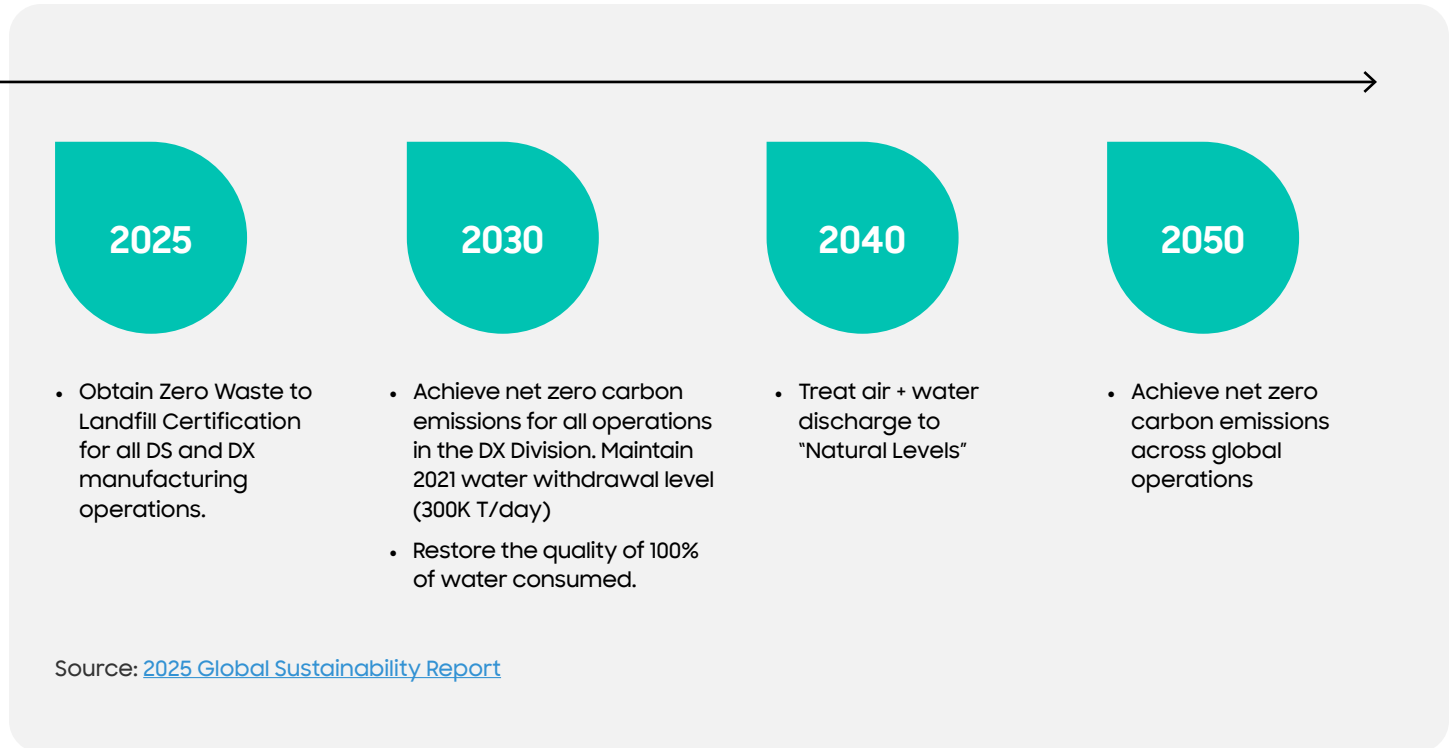 2025
2030
2040
2050
• Obtain Zero Waste to
Landfill Certification
for all DS and DX
manufacturing
operations.
• Achieve net zero carbon
emissions for all operations
in the DX Division. Maintain
2021 water withdrawal level
(300K T/day)
• Restore the quality of 100%
of water consumed.
• Treat air + water
discharge to
“Natural Levels”
• Achieve net zero
carbon emissions
across global
operations
Source: 2025 Global Sustainability Report